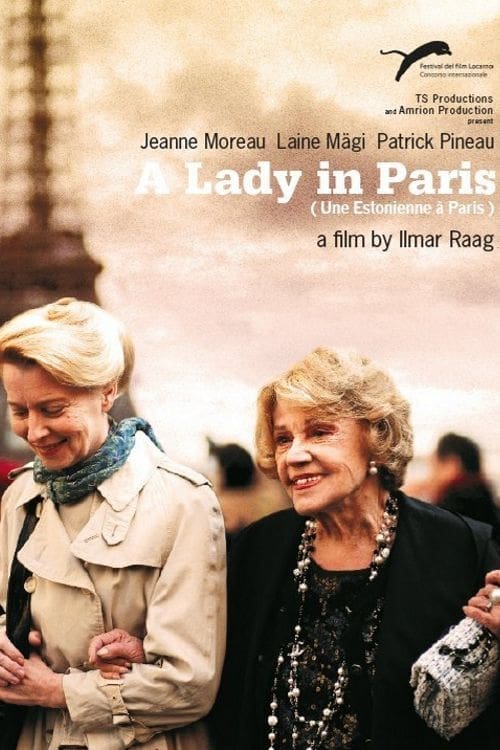 Festival del film Locarno
Concorso internazionale
TS Productions
and Amrion Production
present
Jeanne Moreau Laine Mägi Patrick Pineau
A Lady in Paris
( Une Estonienne à Paris )
a film by Ilmar Raag